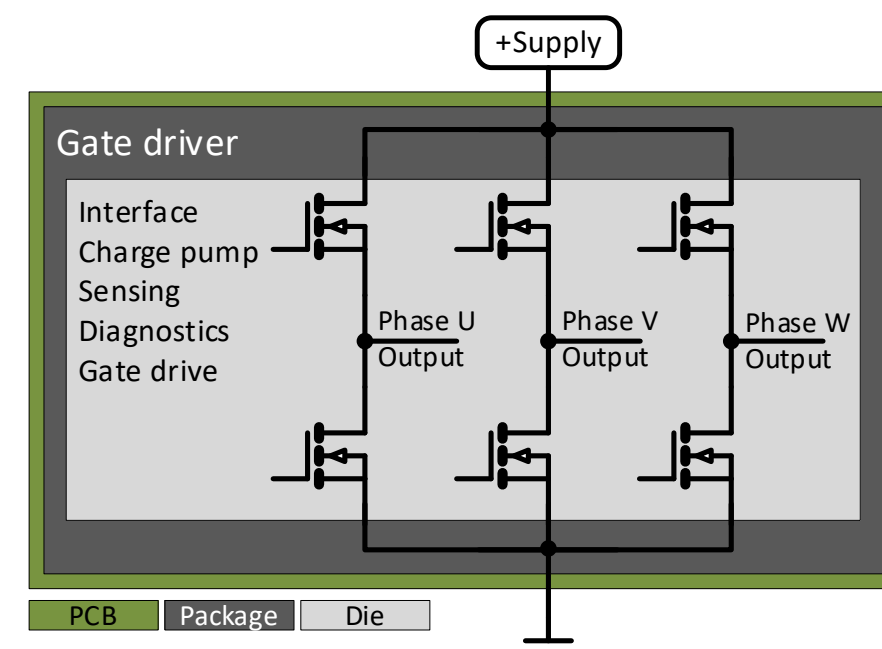 +Supply
Gate driver
Interface
Charge pump
Sensing
Diagnostics
Gate drive
Phase U
Output
Phase V
Output
Phase W
Output
PCB
Package
Die